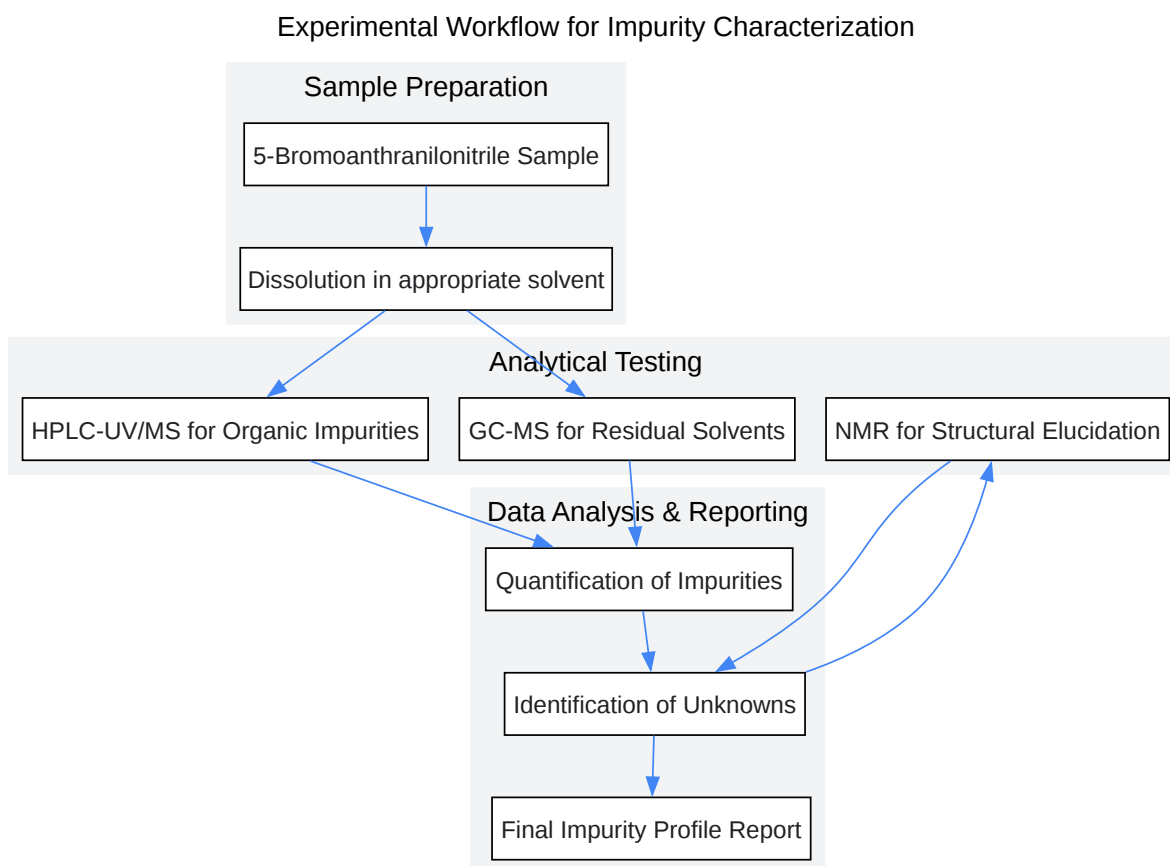 Experimental Workflow for Impurity Characterization
Sample Preparation
5-Bromoanthranilonitrile Sample
Dissolution in appropriate solvent
Analytical Testing
HPLC-UV/MS for Organic Impurities
GC-MS for Residual Solvents
NMR for Structural Elucidation
Data Analysis & Reporting
Quantification of Impurities
Identification of Unknowns
Final Impurity Profile Report